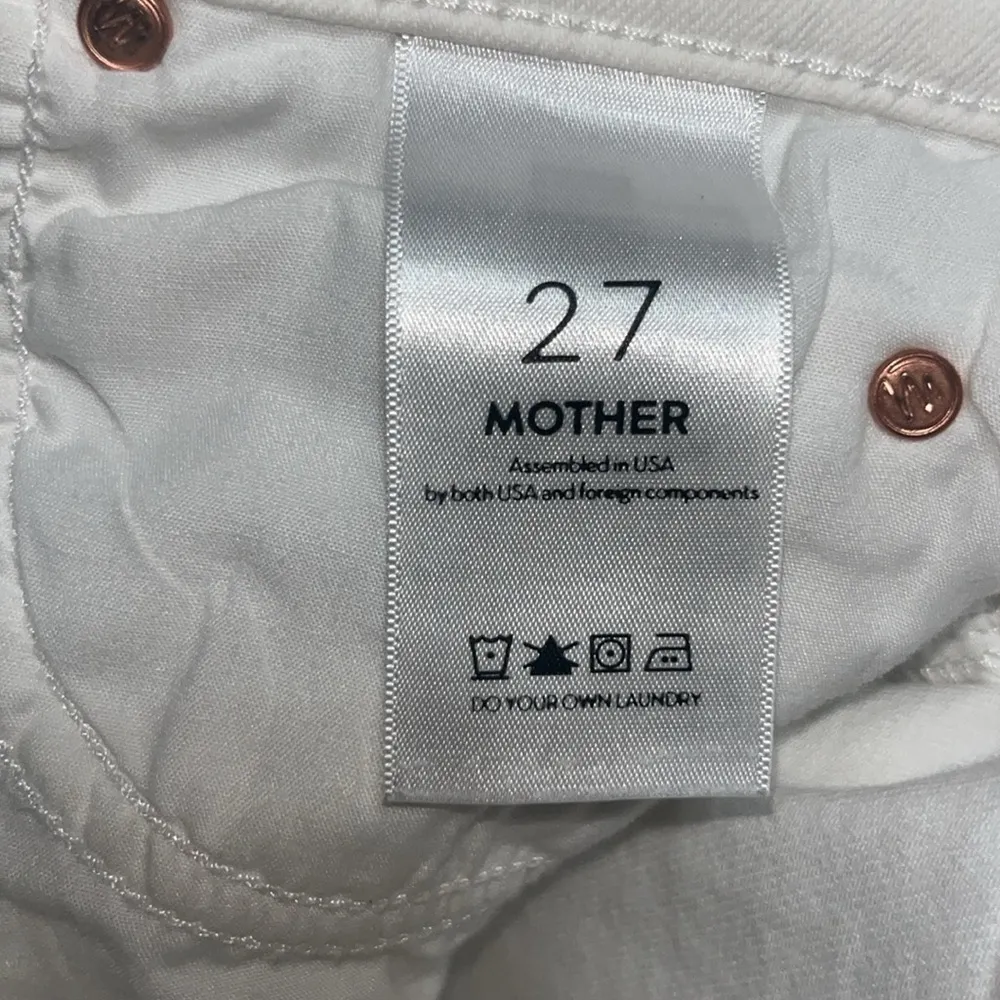 27
MOTHER
Assembled in USA
by both USA and foreign components
DO YOUR OWN LAUNDRY